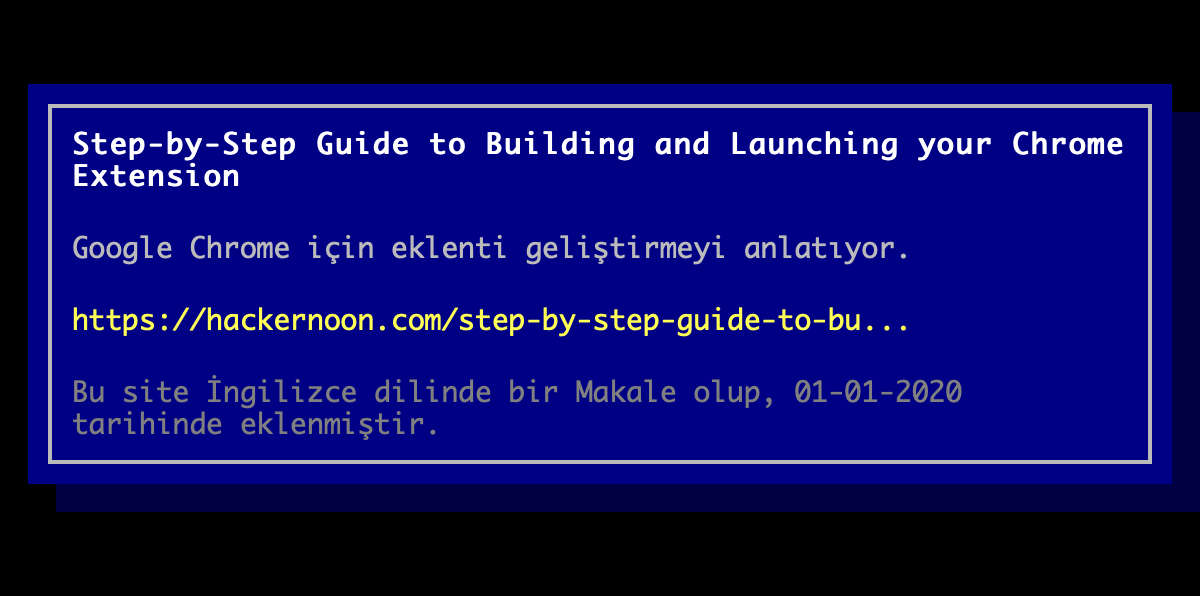 Step-by-Step Guide to Building and Launching your Chrome
Extension
Google Chrome için eklenti geliştirmeyi anlatıyor.
https://hackernoon.com/step-by-step-guide-to-bu...
Bu site İngilizce dilinde bir Makale olup, 01-01-2020
tarihinde eklenmiştir.